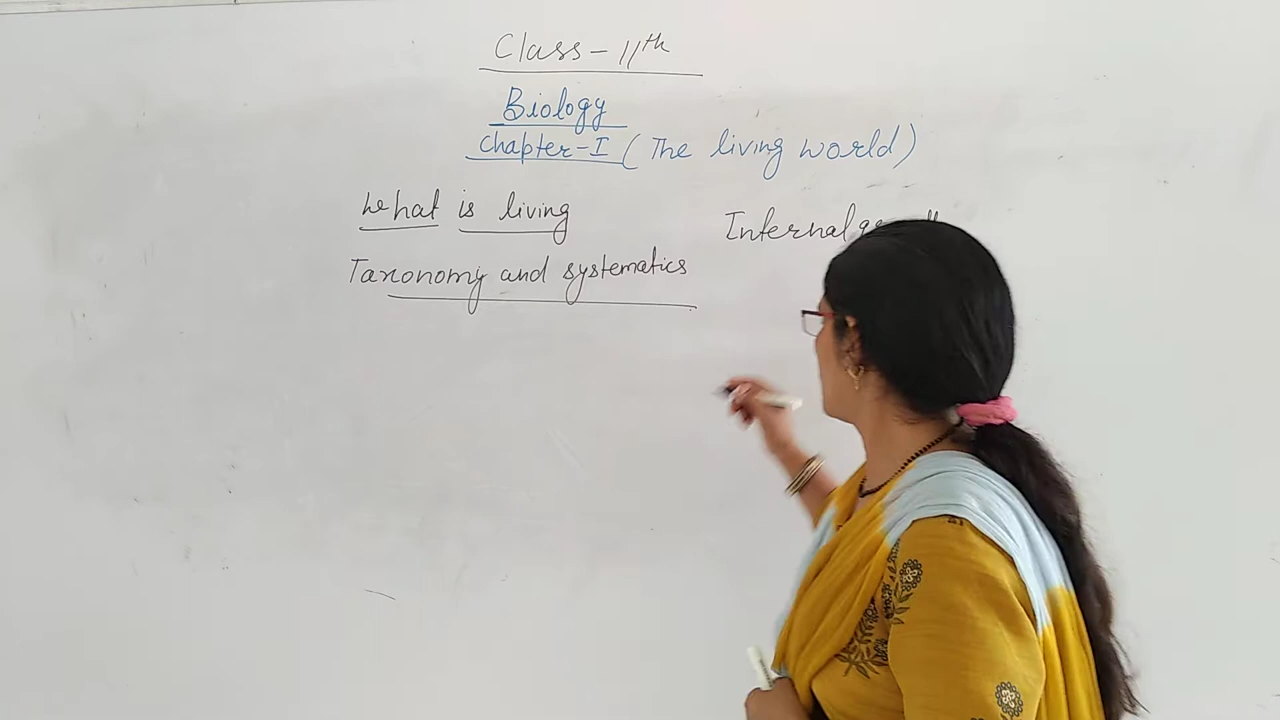 Class - 11th
Biology
Chapter-I (The living world)
What is living
Internal
Taxonomy and systematics